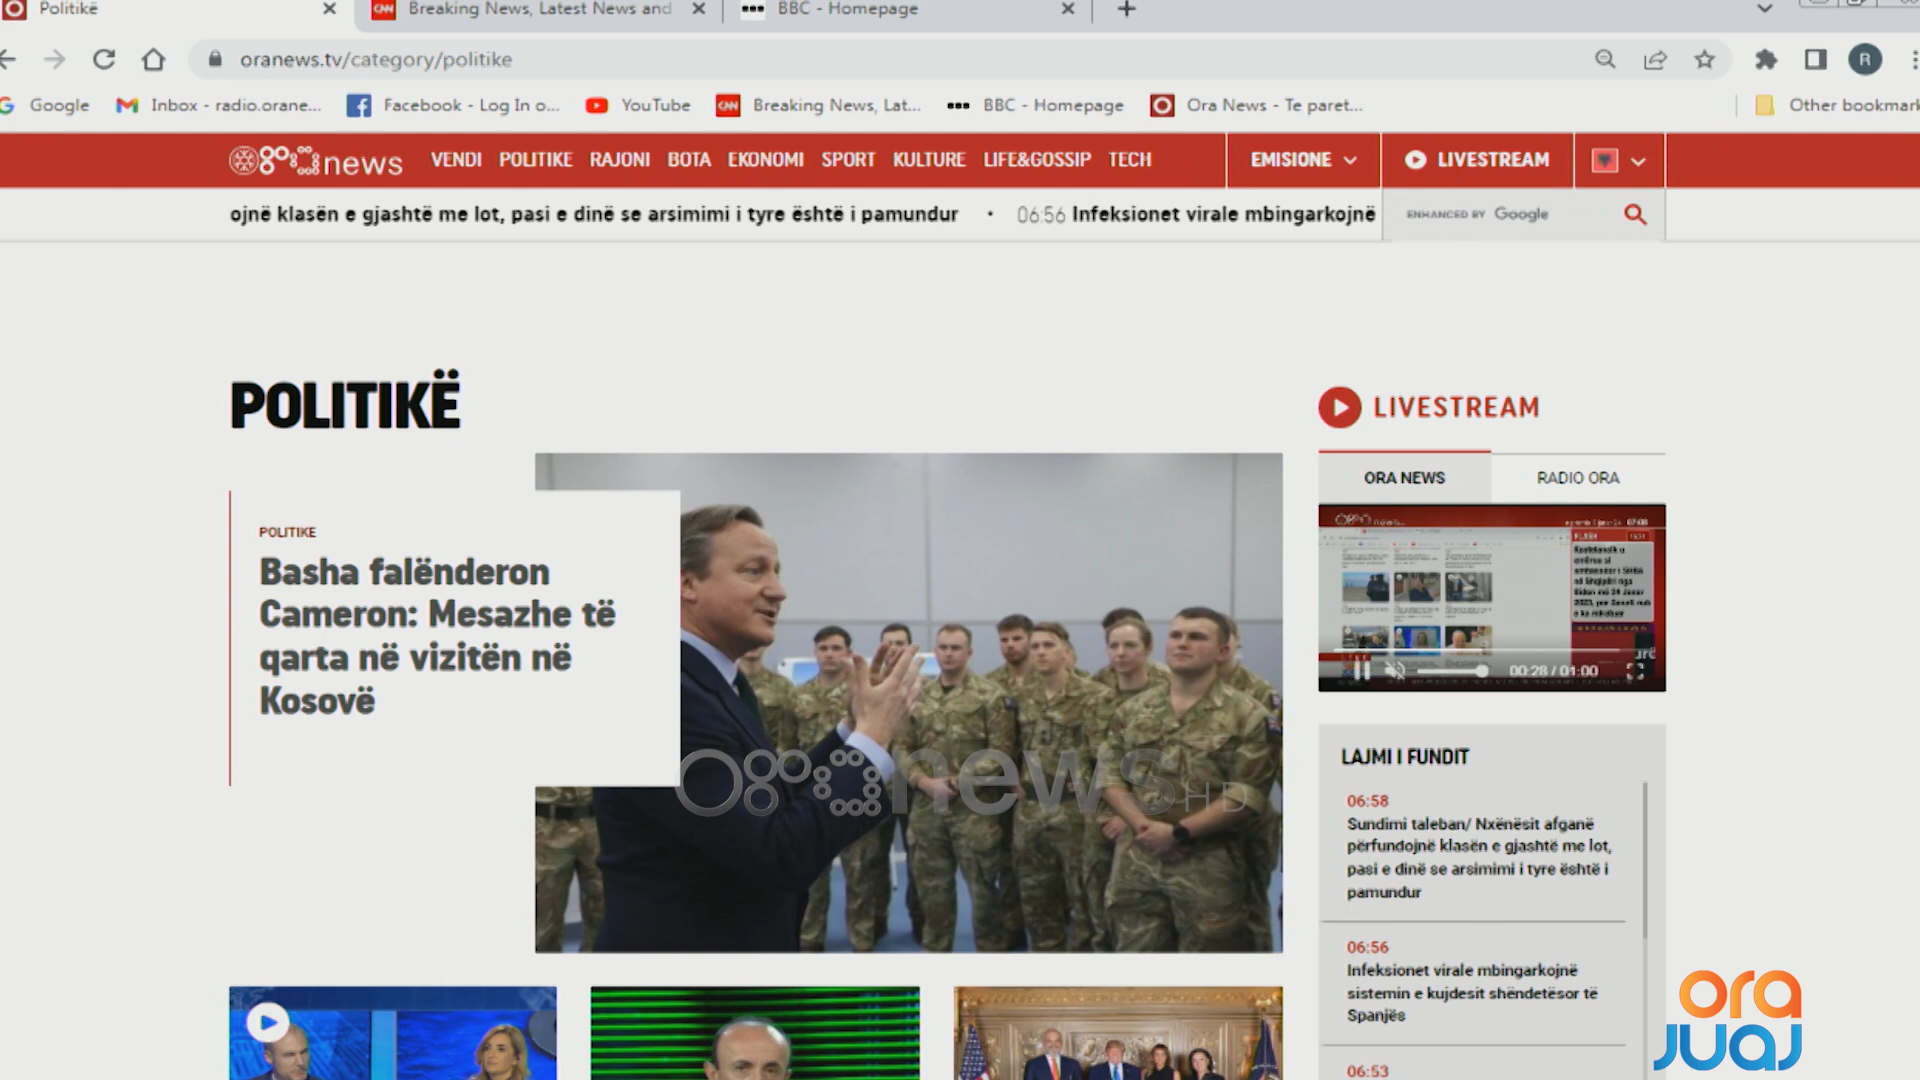 Politikë
CNN Breaking News, Latest News and
BBC - Homepage
oranews.tv/category/politike
R
Google
Inbox - radio.orane...
Facebook - Log In o...
YouTube
CNN Breaking News, Lat...
BBC - Homepage
Ora News - Te paret...
Other bookmark
news
VENDI POLITIKE RAJONI BOTA EKONOMI SPORT KULTURE LIFE&GOSSIP TECH
EMISIONE
LIVESTREAM
ojnë klasën e gjashtë me lot, pasi e dinë se arsimimi i tyre është i pamundur · 06:56 Infeksionet virale mbingarkojnë
ENHANCED BY Google
POLITIKË
POLITIKE
Basha falënderon
Cameron: Mesazhe të
qarta në vizitën në
Kosovë
ora news HD
LIVESTREAM
ORA NEWS
RADIO ORA
00:28 / 01:00
LAJMI I FUNDIT
06:58
Sundimi taleban/ Nxënësit afganë
përfundojnë klasën e gjashtë me lot,
pasi e dinë se arsimimi i tyre është i
pamundur
06:56
Infeksionet virale mbingarkojnë
sistemin e kujdesit shëndetësor të
Spanjës
06:53
ora
juaj